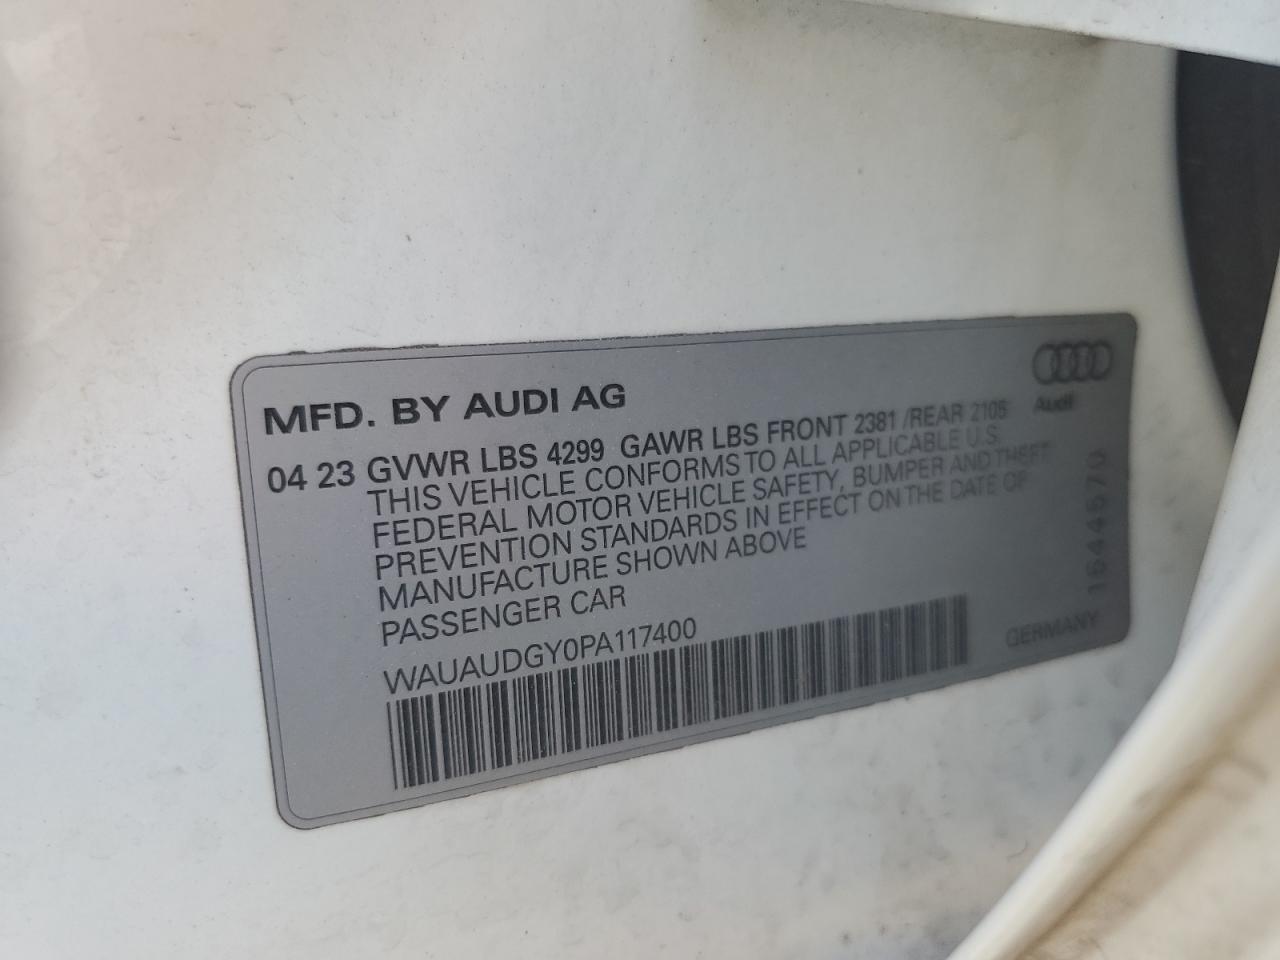 MFD. BY AUDI AG
Audi
04 23 GVWR LBS 4299 GAWR LBS FRONT 2381 /REAR 2105
THIS VEHICLE CONFORMS TO ALL APPLICABLE U.S.
FEDERAL MOTOR VEHICLE SAFETY, BUMPER AND THEFT
PREVENTION STANDARDS IN EFFECT ON THE DATE OF
MANUFACTURE SHOWN ABOVE
PASSENGER CAR
WAUAUDGY0PA117400
GERMANY
1644570